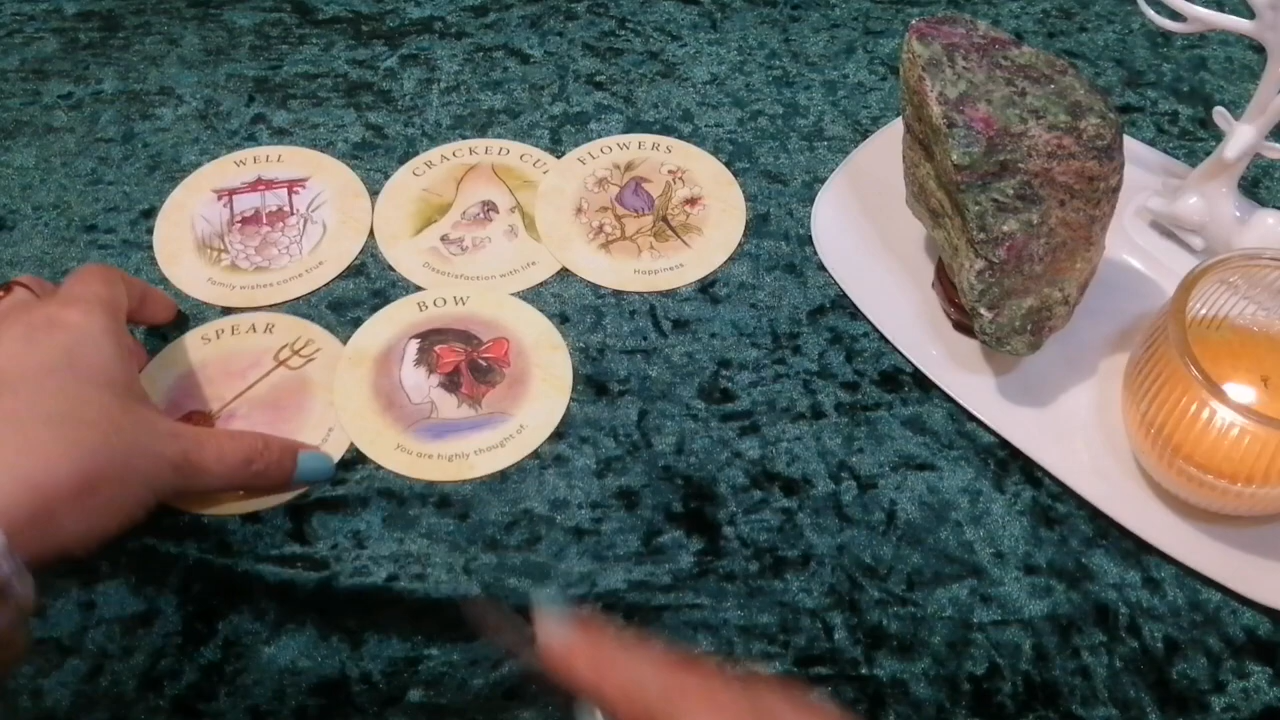 WELL
Family wishes come true.
CRACKED CU
Dissatisfaction with life.
FLOWERS
Happiness.
SPEAR
BOW
You are highly thought of.